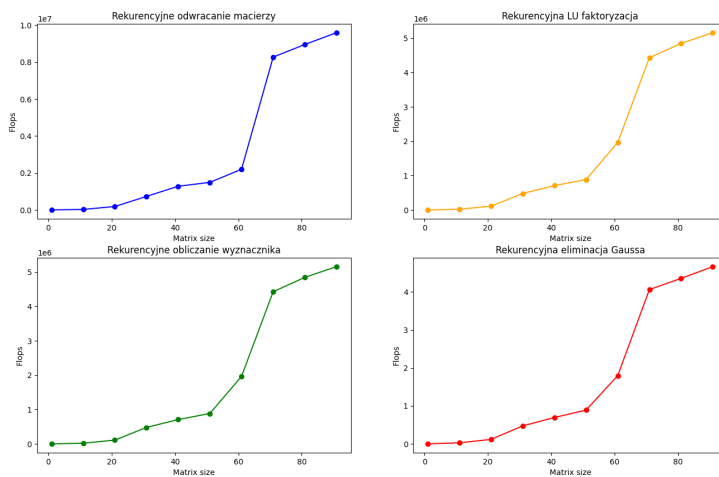 Rekurencyjne odwracanie macierzy
1e7
1.0
0.8
0.6
0.4
0.2
0.0
Flops
0 20 40 60 80
Matrix size
Rekurencyjna LU faktoryzacja
1e6
5
4
3
2
1
0
Flops
0 20 40 60 80
Matrix size
Rekurencyjne obliczanie wyznacznika
1e6
5
4
3
2
1
0
Flops
0 20 40 60 80
Matrix size
Rekurencyjna eliminacja Gaussa
4
3
2
1
0
Flops
0 20 40 60 80
Matrix size